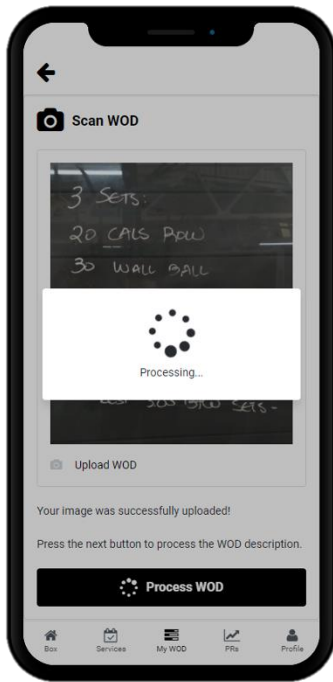 Scan WOD
3 SETS:
20 CALS ROW
30 WALL BALL
Processing...
SETS-
Upload WOD
Your image was successfully uploaded!
Press the next button to process the WOD description.
Process WOD
Box Services My WOD PRs Profile